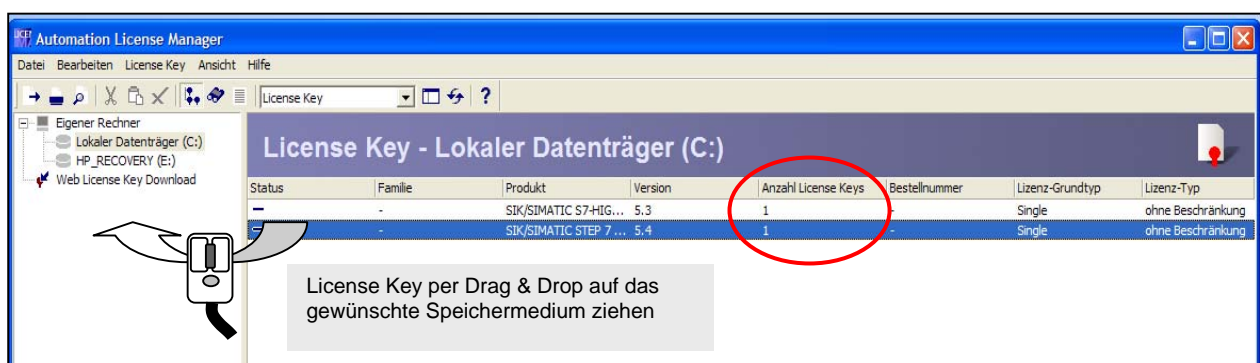 Automation License Manager
Datei Bearbeiten License Key Ansicht Hilfe
License Key
?
Eigener Rechner
Lokaler Datenträger (C:)
HP_RECOVERY (E:)
Web License Key Download
License Key - Lokaler Datenträger (C:)
Status Familie Produkt Version Anzahl License Keys Bestellnummer Lizenz-Grundtyp Lizenz-Typ
- - SIK/SIMATIC S7-HIG... 5.3 1 - Single ohne Beschränkung
- - SIK/SIMATIC STEP 7 ... 5.4 1 - Single ohne Beschränkung
License Key per Drag & Drop auf das
gewünschte Speichermedium ziehen